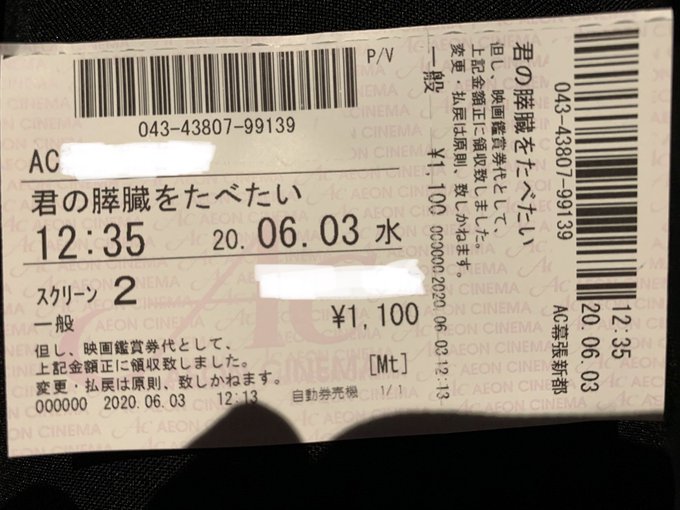 P/V
043-43807-99139
AC
君の膵臓をたべたい
12:35 20.06.03 水
スクリーン 2
一般 ¥1,100
但し、映画鑑賞券代として、
上記金額正に領収致しました。
変更・払戻は原則、致しかねます。
[Mt]
000000 2020.06.03 12:13 自動券売機 1/1
043-43807-99139
君の膵臓をたべたい
但し、映画鑑賞券代として、
上記金額正に領収致しました。
変更・払戻は原則、致しかねます。
一般 ¥1,100 000000 2020.06.03 12:13
12:35
20.06.03
AC幕張新都
AC AEON CINEMA